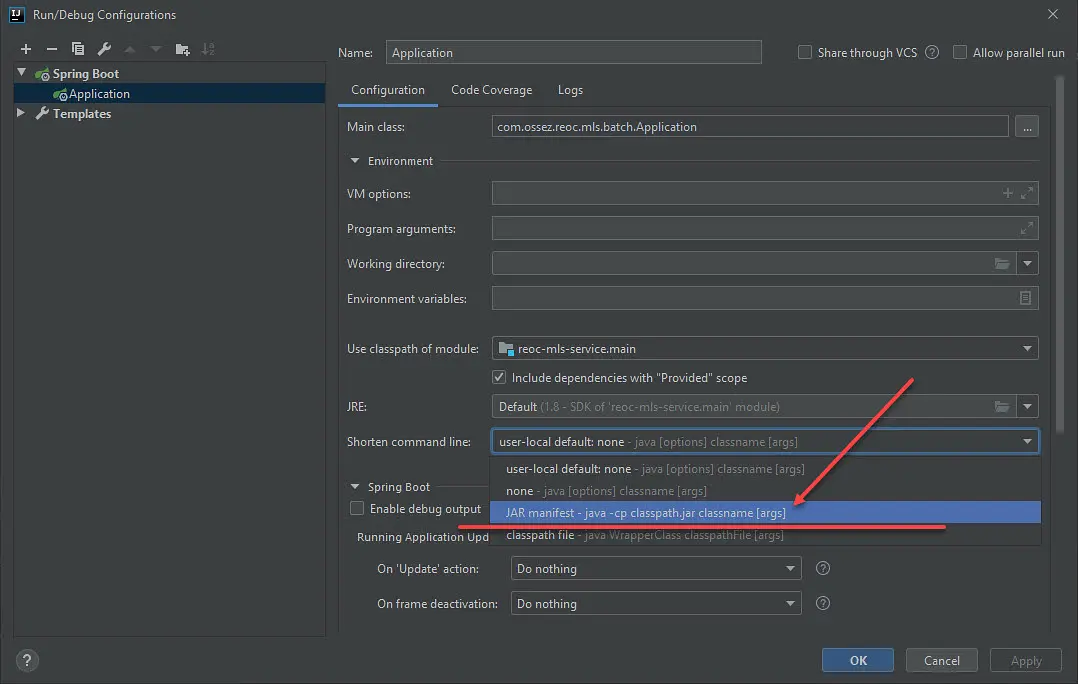 Run/Debug Configurations
Name: Application Share through VCS ? Allow parallel run
Spring Boot
Application
Templates
Configuration Code Coverage Logs
Main class: com.ossez.reoc.mls.batch.Application ...
Environment
VM options:
Program arguments:
Working directory:
Environment variables:
Use classpath of module: reoc-mls-service.main
Include dependencies with "Provided" scope
JRE: Default (1.8 - SDK of 'reoc-mls-service.main' module)
Shorten command line: user-local default: none - java [options] classname [args]
user-local default: none - java [options] classname [args]
none - java [options] classname [args]
JAR manifest - java -cp classpath.jar classname [args]
classpath file - java WrapperClass classpathFile [args]
Spring Boot
Enable debug output
Running Application Upd
On 'Update' action: Do nothing ?
On frame deactivation: Do nothing ?
? OK Cancel Apply